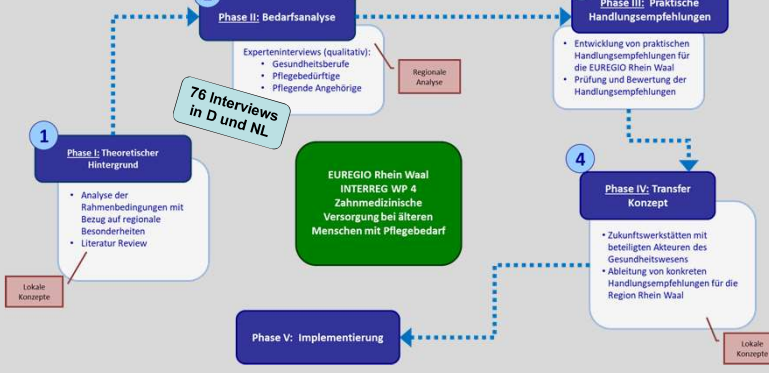 Phase II: Bedarfsanalyse
Experteninterviews (qualitativ):
• Gesundheitsberufe
• Pflegebedürftige
• Pflegende Angehörige
Regionale
Analyse
76 Interviews
in D und NL
Phase III: Praktische
Handlungsempfehlungen
• Entwicklung von praktischen
Handlungsempfehlungen für
die EUREGIO Rhein Waal
• Prüfung und Bewertung der
Handlungsempfehlungen
1
Phase I: Theoretischer
Hintergrund
• Analyse der
Rahmenbedingungen mit
Bezug auf regionale
Besonderheiten
• Literatur Review
Lokale
Konzepte
EUREGIO Rhein Waal
INTERREG WP 4
Zahnmedizinische
Versorgung bei älteren
Menschen mit Pflegebedarf
4
Phase IV: Transfer
Konzept
• Zukunftswerkstätten mit
beteiligten Akteuren des
Gesundheitswesens
• Ableitung von konkreten
Handlungsempfehlungen für die
Region Rhein Waal
Lokale
Konzepte
Phase V: Implementierung